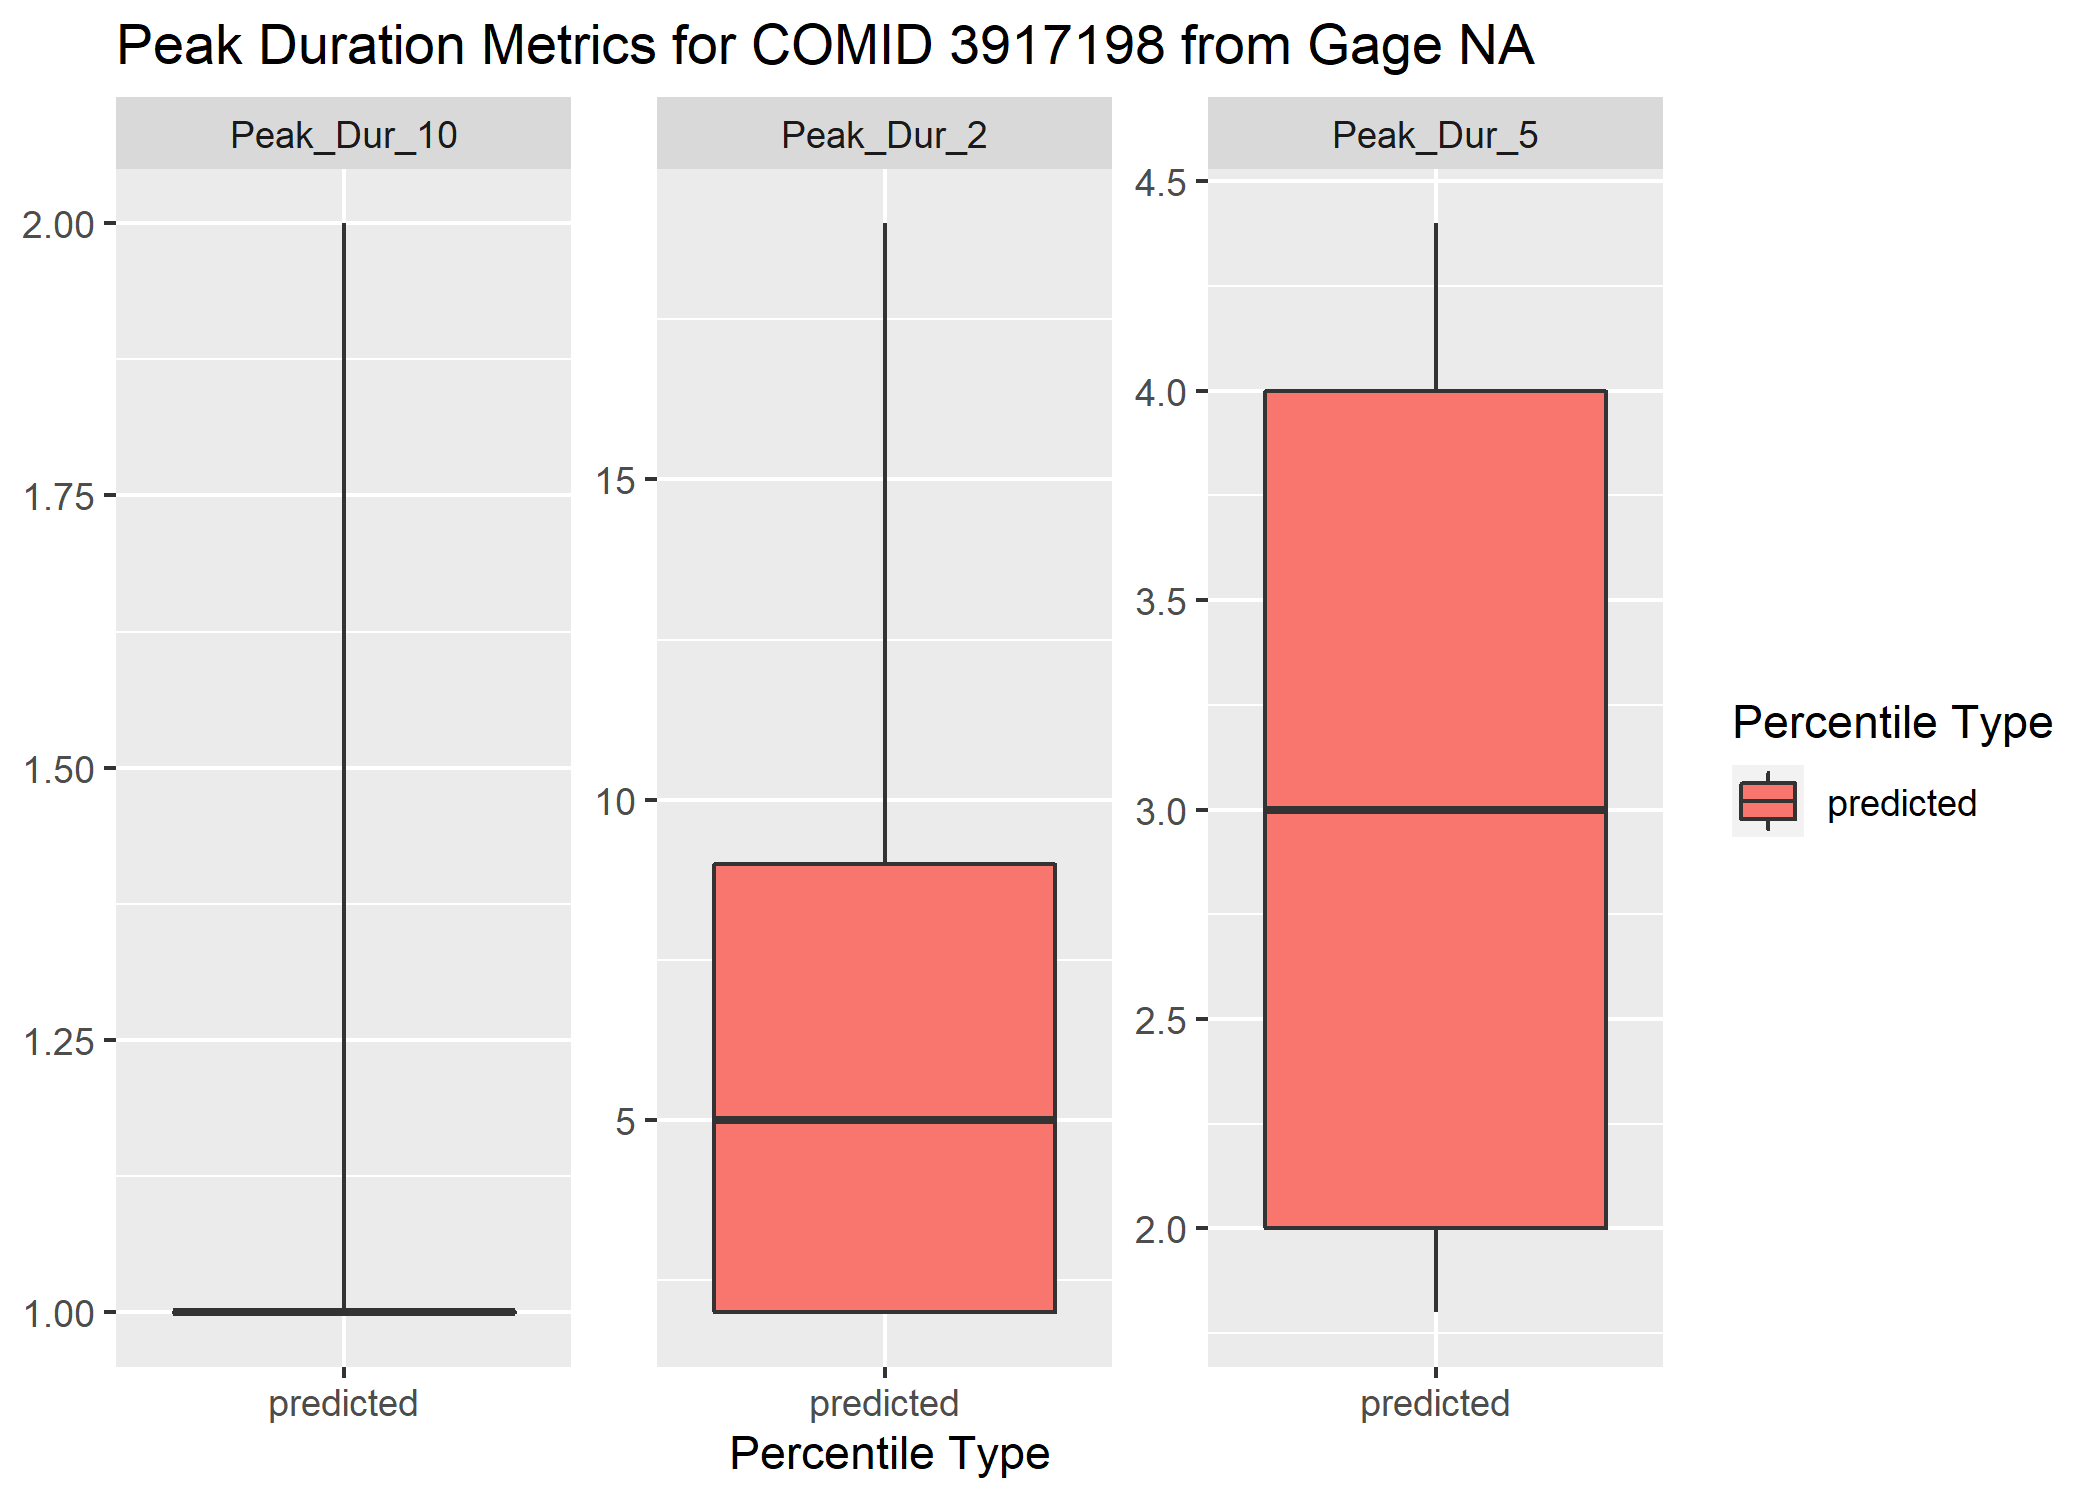 Peak Duration Metrics for COMID 3917198 from Gage NA
Peak_Dur_10
Peak_Dur_2
Peak_Dur_5
2.00
1.75
1.50
1.25
1.00
15
10
5
4.5
4.0
3.5
3.0
2.5
2.0
predicted
predicted
predicted
Percentile Type
Percentile Type
predicted